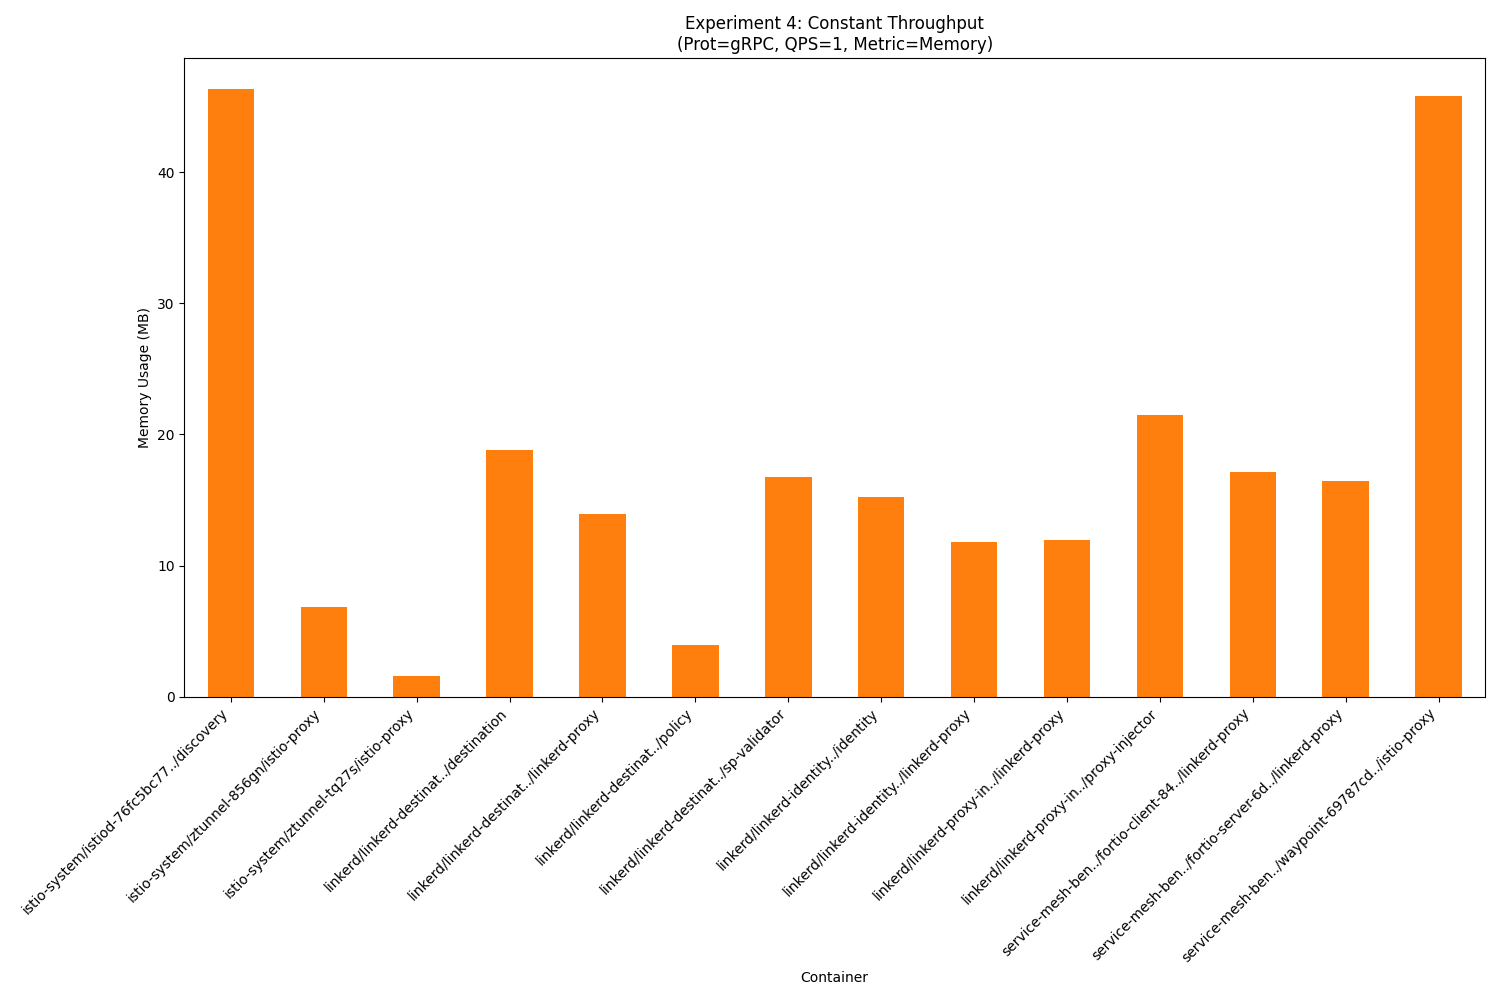 Experiment 4: Constant Throughput
(Prot=gRPC, QPS=1, Metric=Memory)
Memory Usage (MB)
40
30
20
10
0
istio-system/istiod-76fc5bc77../discovery
istio-system/ztunnel-856gn/istio-proxy
istio-system/ztunnel-tq27s/istio-proxy
linkerd/linkerd-destinat../destination
linkerd/linkerd-destinat../linkerd-proxy
linkerd/linkerd-destinat../policy
linkerd/linkerd-destinat../sp-validator
linkerd/linkerd-identity../identity
linkerd/linkerd-identity../linkerd-proxy
linkerd/linkerd-proxy-in../linkerd-proxy
linkerd/linkerd-proxy-in../proxy-injector
service-mesh-ben../fortio-client-84../linkerd-proxy
service-mesh-ben../fortio-server-6d../linkerd-proxy
service-mesh-ben../waypoint-69787cd../istio-proxy
Container